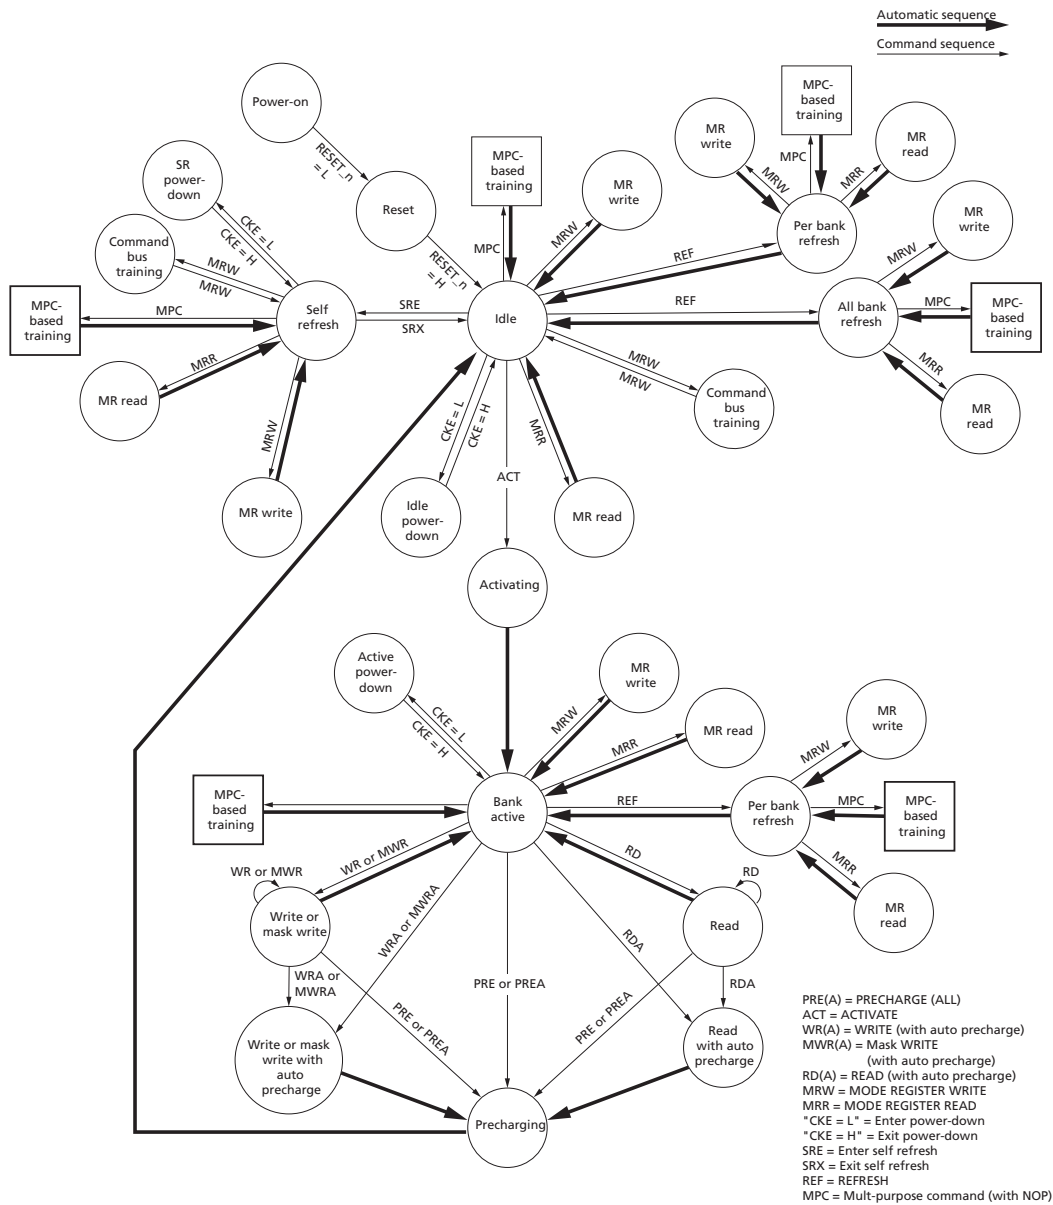 Automatic sequence
Command sequence
Power-on
RESET_n
= L
Reset
RESET_n
= H
SR
power-
down
CKE = L
CKE = H
Command
bus
training
MRW
MRW
MPC-
based
training
MPC
Self
refresh
MRR
MR read
MRW
MR write
SRE
SRX
Idle
MPC-
based
training
MPC
MR
write
MRW
MR
write
MRW
MPC-
based
training
MPC
MR
read
MRR
Per bank
refresh
REF
REF
All bank
refresh
MR
write
MRW
MPC
MPC-
based
training
MRR
MR
read
MRW
MRW
Command
bus
training
CKE = L
CKE = H
Idle
power-
down
ACT
MRR
MR read
Activating
Active
power-
down
CKE = L
CKE = H
MR
write
MRW
MRR
MR read
MPC-
based
training
Bank
active
REF
Per bank
refresh
MR
write
MRW
MPC
MPC-
based
training
MRR
MR
read
WR or MWR
WR or MWR
Write or
mask write
WRA or
MWRA
WRA or MWRA
PRE or PREA
PRE or PREA
RD
RD
Read
RDA
RDA
PRE or PREA
Write or mask
write with
auto
precharge
Read
with auto
precharge
Precharging
PRE(A) = PRECHARGE (ALL)
ACT = ACTIVATE
WR(A) = WRITE (with auto precharge)
MWR(A) = Mask WRITE
(with auto precharge)
RD(A) = READ (with auto precharge)
MRW = MODE REGISTER WRITE
MRR = MODE REGISTER READ
"CKE = L" = Enter power-down
"CKE = H" = Exit power-down
SRE = Enter self refresh
SRX = Exit self refresh
REF = REFRESH
MPC = Mult-purpose command (with NOP)